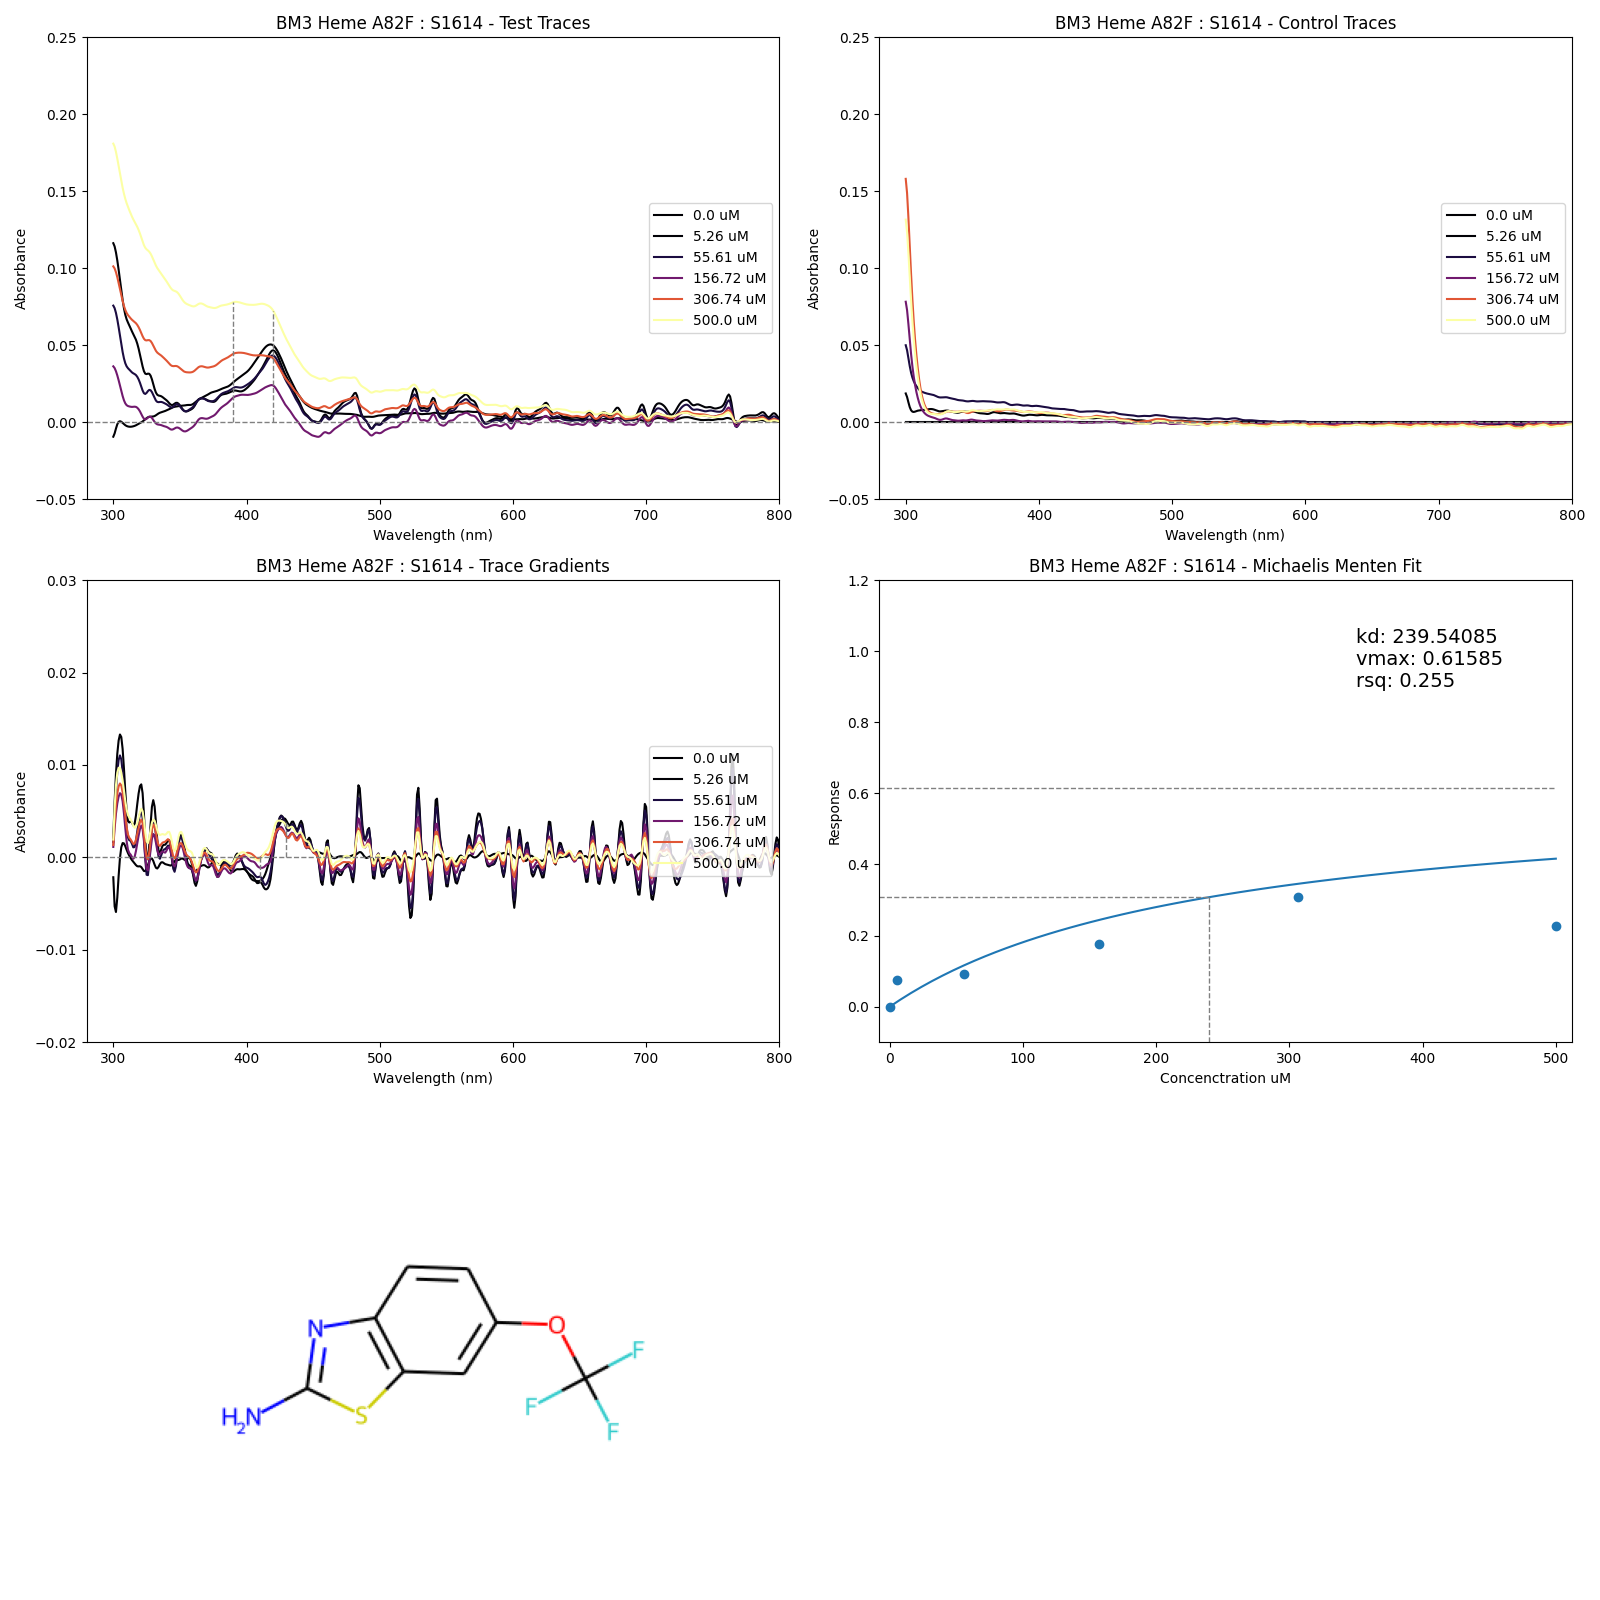 BM3 Heme A82F : S1614 - Test Traces
0.25
0.20
0.15
0.10
0.05
0.00
−0.05
Absorbance
300 400 500 600 700 800
Wavelength (nm)
0.0 uM
5.26 uM
55.61 uM
156.72 uM
306.74 uM
500.0 uM
BM3 Heme A82F : S1614 - Control Traces
0.25
0.20
0.15
0.10
0.05
0.00
−0.05
Absorbance
300 400 500 600 700 800
Wavelength (nm)
0.0 uM
5.26 uM
55.61 uM
156.72 uM
306.74 uM
500.0 uM
BM3 Heme A82F : S1614 - Trace Gradients
0.03
0.02
0.01
0.00
−0.01
−0.02
Absorbance
300 400 500 600 700 800
Wavelength (nm)
0.0 uM
5.26 uM
55.61 uM
156.72 uM
306.74 uM
500.0 uM
BM3 Heme A82F : S1614 - Michaelis Menten Fit
1.2
1.0
0.8
0.6
0.4
0.2
0.0
Response
0 100 200 300 400 500
Concenctration uM
kd: 239.54085
vmax: 0.61585
rsq: 0.255
N
O
F
F
H2N
S
F